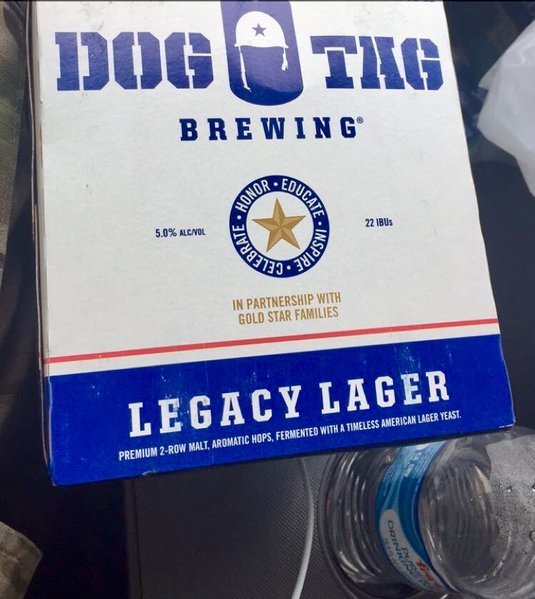 DOG TAG
BREWING®
HONOR • EDUCATE • INSPIRE • CELEBRATE •
5.0% ALC/VOL
22 IBUs
IN PARTNERSHIP WITH
GOLD STAR FAMILIES
LEGACY LAGER
PREMIUM 2-ROW MALT, AROMATIC HOPS, FERMENTED WITH A TIMELESS AMERICAN LAGER YEAST.
DRINKING